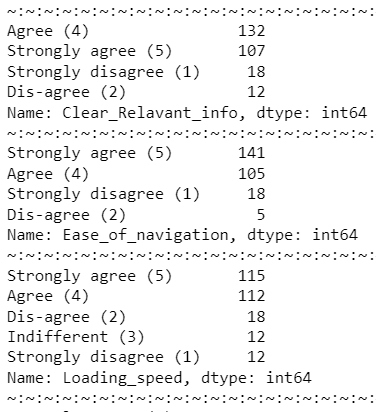 ~:~:~:~:~:~:~:~:~:~:~:~:~:~:~:~:~:~:~:~:~:~:~:
Agree (4)                132
Strongly agree (5)       107
Strongly disagree (1)     18
Dis-agree (2)             12
Name: Clear_Relavant_info, dtype: int64
~:~:~:~:~:~:~:~:~:~:~:~:~:~:~:~:~:~:~:~:~:~:~:
Strongly agree (5)       141
Agree (4)                105
Strongly disagree (1)     18
Dis-agree (2)              5
Name: Ease_of_navigation, dtype: int64
~:~:~:~:~:~:~:~:~:~:~:~:~:~:~:~:~:~:~:~:~:~:~:
Strongly agree (5)       115
Agree (4)                112
Dis-agree (2)             18
Indifferent (3)           12
Strongly disagree (1)     12
Name: Loading_speed, dtype: int64
~:~:~:~:~:~:~:~:~:~:~:~:~:~:~:~:~:~:~:~:~:~:~: